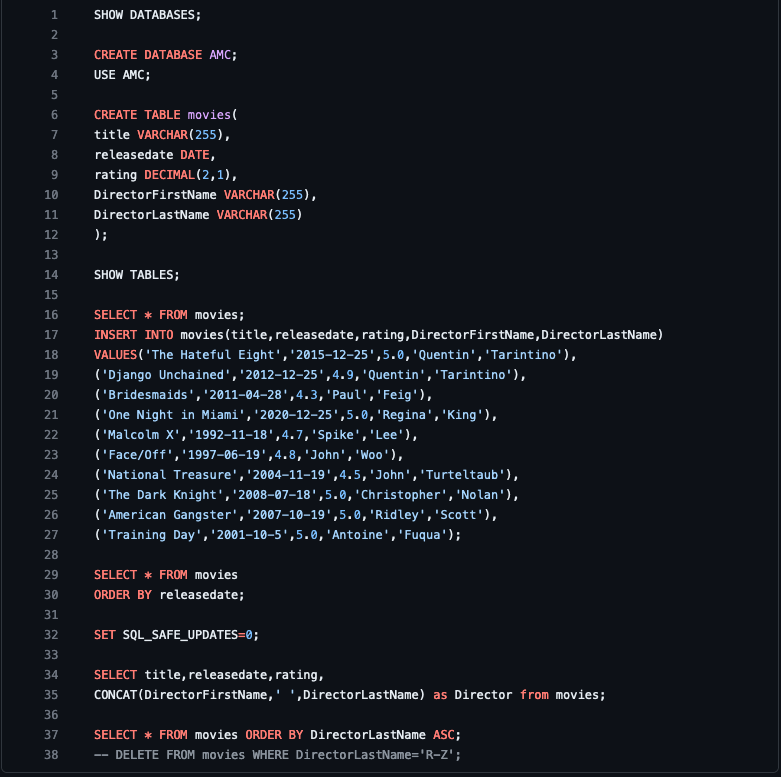 1 SHOW DATABASES;
2
3 CREATE DATABASE AMC;
4 USE AMC;
5
6 CREATE TABLE movies(
7 title VARCHAR(255),
8 releasedate DATE,
9 rating DECIMAL(2,1),
10 DirectorFirstName VARCHAR(255),
11 DirectorLastName VARCHAR(255)
12 );
13
14 SHOW TABLES;
15
16 SELECT * FROM movies;
17 INSERT INTO movies(title,releasedate,rating,DirectorFirstName,DirectorLastName)
18 VALUES('The Hateful Eight','2015-12-25',5.0,'Quentin','Tarintino'),
19 ('Django Unchained','2012-12-25',4.9,'Quentin','Tarintino'),
20 ('Bridesmaids','2011-04-28',4.3,'Paul','Feig'),
21 ('One Night in Miami','2020-12-25',5.0,'Regina','King'),
22 ('Malcolm X','1992-11-18',4.7,'Spike','Lee'),
23 ('Face/Off','1997-06-19',4.8,'John','Woo'),
24 ('National Treasure','2004-11-19',4.5,'John','Turteltaub'),
25 ('The Dark Knight','2008-07-18',5.0,'Christopher','Nolan'),
26 ('American Gangster','2007-10-19',5.0,'Ridley','Scott'),
27 ('Training Day','2001-10-5',5.0,'Antoine','Fuqua');
28
29 SELECT * FROM movies
30 ORDER BY releasedate;
31
32 SET SQL_SAFE_UPDATES=0;
33
34 SELECT title,releasedate,rating,
35 CONCAT(DirectorFirstName,' ',DirectorLastName) as Director from movies;
36
37 SELECT * FROM movies ORDER BY DirectorLastName ASC;
38 -- DELETE FROM movies WHERE DirectorLastName='R-Z';